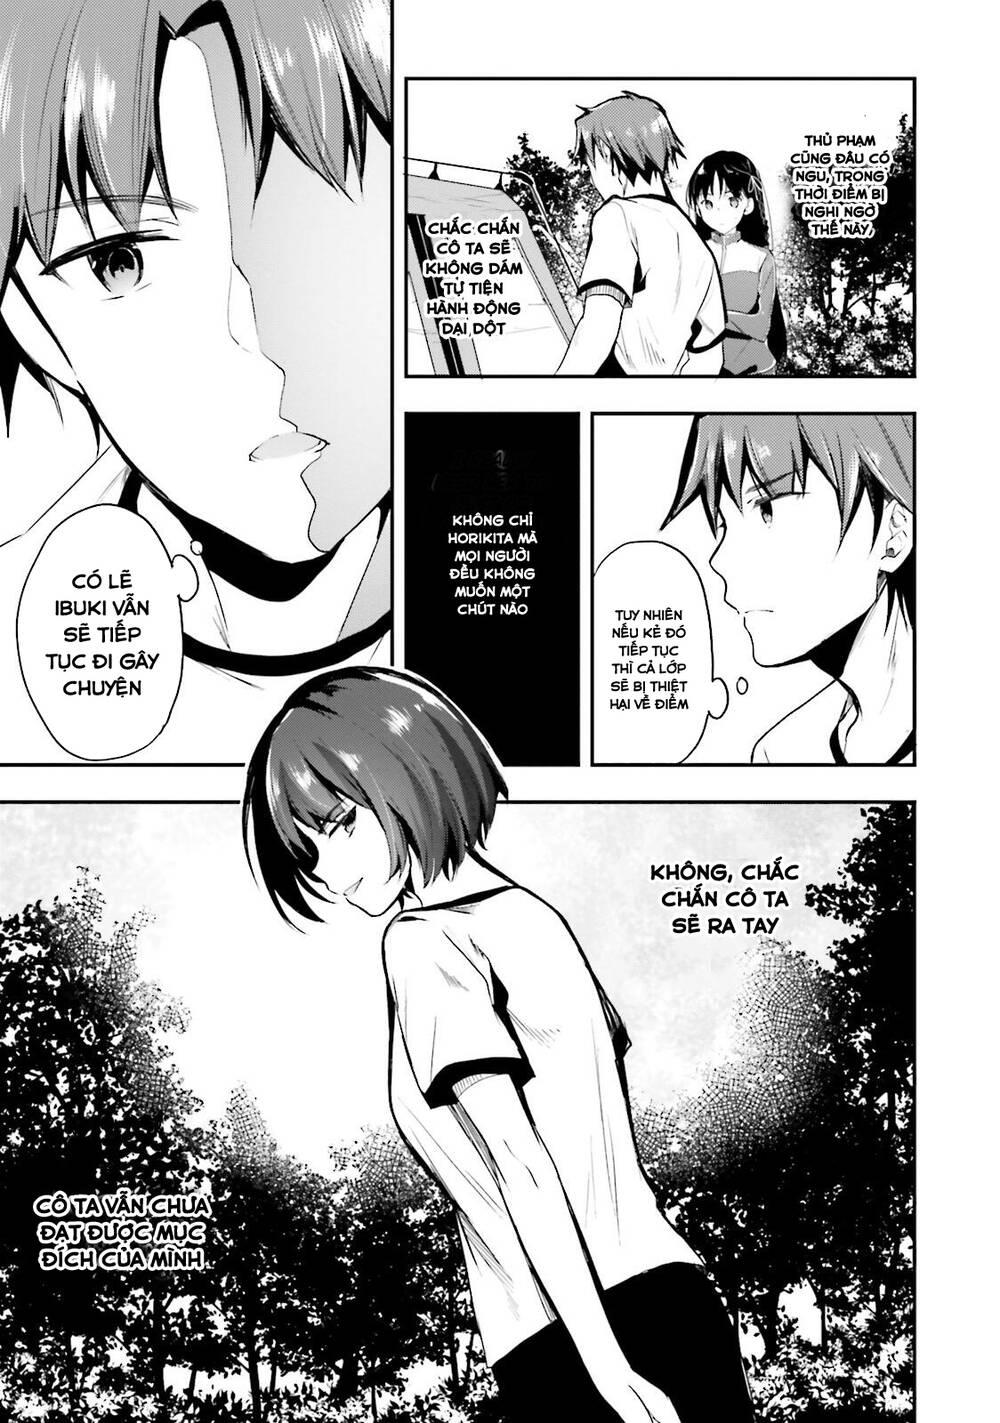 THỦ PHẠM
CŨNG ĐÂU CÓ
NGU, TRONG
THỜI ĐIỂM BỊ
NGHI NGỜ
THẾ NÀY,
CHẮC CHẮN
CÔ TA SẼ
KHÔNG DÁM
TỰ TIỆN
HÀNH ĐỘNG
DẠI DỘT
TUY NHIÊN
NẾU KẺ ĐÓ
TIẾP TỤC
THÌ CẢ LỚP
SẼ BỊ THIỆT
HẠI VỀ ĐIỂM
KHÔNG CHỈ
HORIKITA MÀ
MỌI NGƯỜI
ĐỀU KHÔNG
MUỐN MỘT
CHÚT NÀO
CÓ LẼ
IBUKI VẪN
SẼ TIẾP
TỤC ĐI GÂY
CHUYỆN
KHÔNG, CHẮC
CHẮN CÔ TA
SẼ RA TAY
CÔ TA VẪN CHƯA
ĐẠT ĐƯỢC MỤC
ĐÍCH CỦA MÌNH